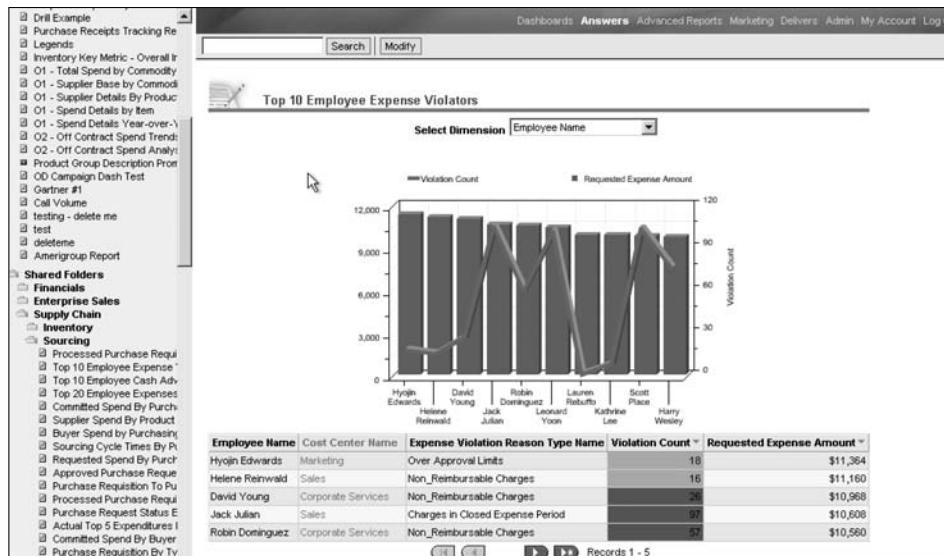 Drill Example
Purchase Receipts Tracking Re
Legends
Inventory Key Metric - Overall Ir
O1 - Total Spend by Commodity
O1 - Supplier Base by Commodi
O1 - Supplier Details By Produc
O1 - Spend Details by Item
O1 - Spend Details Year-over-Y
O2 - Off Contract Spend Trends
O2 - Off Contract Spend Analys
Product Group Description Prom
OD Campaign Dash Test
Gartner #1
Call Volume
testing - delete me
test
deleteme
Amerigroup Report
Shared Folders
Financials
Enterprise Sales
Supply Chain
Inventory
Sourcing
Processed Purchase Requi
Top 10 Employee Expense
Top 10 Employee Cash Adv
Top 20 Employee Expenses
Committed Spend By Purch
Supplier Spend By Product
Buyer Spend by Purchasing
Sourcing Cycle Times By Pu
Requested Spend By Purch
Approved Purchase Reque
Purchase Requisition To Pu
Processed Purchase Requi
Purchase Request Status E
Actual Top 5 Expenditures
Committed Spend By Buyer
Purchase Requisition By Ty
Dashboards Answers Advanced Reports Marketing Delivers Admin My Account Log
Search Modify
Top 10 Employee Expense Violators
Select Dimension Employee Name
Violation Count Requested Expense Amount
12,000
9,000
6,000
3,000
0
120
90
60
30
0
Violation Count
Hyojin Edwards
Helene Reinwald
David Young
Jack Julian
Robin Dominguez
Leonard Yoon
Lauren Rebuffo
Kathrine Lee
Scott Place
Harry Wesley
Employee Name Cost Center Name Expense Violation Reason Type Name Violation Count Requested Expense Amount
Hyojin Edwards Marketing Over Approval Limits 18 $11,364
Helene Reinwald Sales Non_Reimbursable Charges 16 $11,160
David Young Corporate Services Non_Reimbursable Charges 26 $10,968
Jack Julian Sales Charges in Closed Expense Period 97 $10,608
Robin Dominguez Corporate Services Non_Reimbursable Charges 57 $10,560
Records 1 - 5